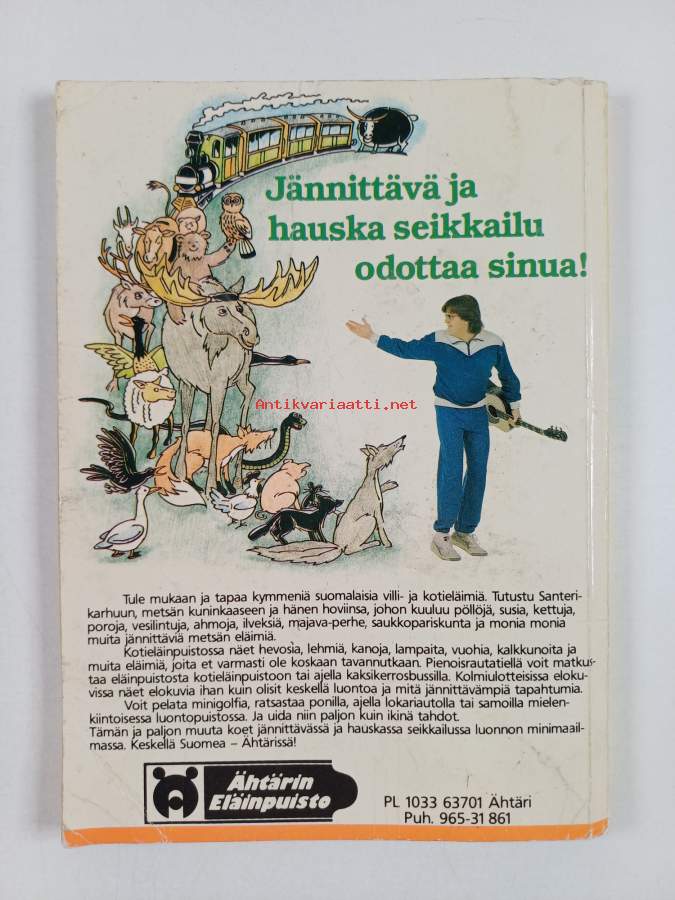 Jännittävä ja
hauska seikkailu
odottaa sinua!
Antikvariaatti.net
Tule mukaan ja tapaa kymmeniä suomalaisia villi- ja kotieläimiä. Tutustu Santeri-
karhuun, metsän kuninkaaseen ja hänen hoviinsa, johon kuuluu pöllöjä, susia, kettuja,
poroja, vesilintuja, ahmoja, ilveksiä, majava-perhe, saukkopariskunta ja monia monia
muita jännittäviä metsän eläimiä.
Kotieläinpuistossa näet hevosia, lehmiä, kanoja, lampaita, vuohia, kalkkunoita ja
muita eläimiä, joita et varmasti ole koskaan tavannutkaan. Pienoisrautatiellä voit matkus-
taa eläinpuistosta kotieläinpuistoon tai ajella kaksikerrosbussilla. Kolmiulotteisissa eloku-
vissa näet elokuvia ihan kuin olisit keskellä luontoa ja mitä jännittävämpiä tapahtumia.
Voit pelata minigolfia, ratsastaa ponilla, ajella lokariautolla tai samoilla mielen-
kiintoisessa luontopuistossa. Ja uida niin paljon kuin ikinä tahdot.
Tämän ja paljon muuta koet jännittävässä ja hauskassa seikkailussa luonnon minimaail-
massa. Keskellä Suomea – Ähtärissä!
Ähtärin
Eläinpuisto
PL 1033 63701 Ähtäri
Puh. 965-31 861